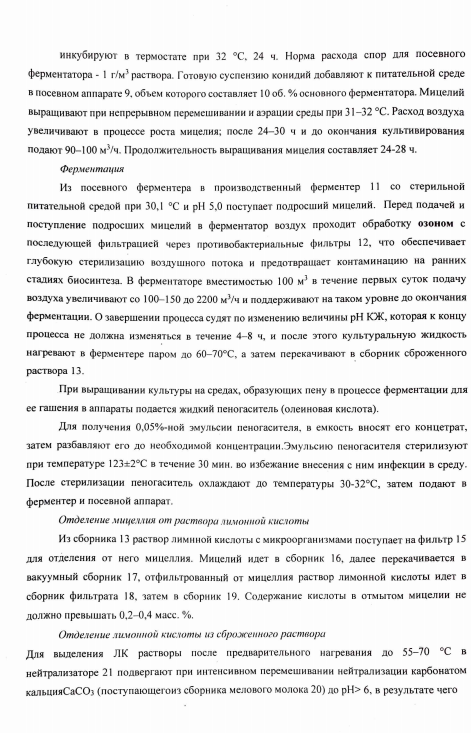 инкубируют в термостате при 32 °С, 24 ч. Норма расхода спор для посевного
ферментатора - 1 г/м³ раствора. Готовую суспензию конидий добавляют к питательной среде
в посевном аппарате 9, объем которого составляет 10 об. % основного ферментатора. Мицелий
выращивают при непрерывном перемешивании и аэрации среды при 31–32 °С. Расход воздуха
увеличивают в процессе роста мицелия; после 24–30 ч и до окончания культивирования
подают 90–100 м³/ч. Продолжительность выращивания мицелия составляет 24-28 ч.
Ферментация
Из посевного ферментера в производственный ферментер 11 со стерильной
питательной средой при 30,1 °С и рН 5,0 поступает подросший мицелий. Перед подачей и
поступление подросших мицелий в ферментатор воздух проходит обработку озоном с
последующей фильтрацией через противобактериальные фильтры 12, что обеспечивает
глубокую стерилизацию воздушного потока и предотвращает контаминацию на ранних
стадиях биосинтеза. В ферментаторе вместимостью 100 м³ в течение первых суток подачу
воздуха увеличивают со 100–150 до 2200 м³/ч и поддерживают на таком уровне до окончания
ферментации. О завершении процесса судят по изменению величины рН КЖ, которая к концу
процесса не должна изменяться в течение 4–8 ч, и после этого культуральную жидкость
нагревают в ферментере паром до 60–70°С, а затем перекачивают в сборник сброженного
раствора 13.
При выращивании культуры на средах, образующих пену в процессе ферментации для
ее гашения в аппараты подается жидкий пеногаситель (олеиновая кислота).
Для получения 0,05%-ной эмульсии пеногасителя, в емкость вносят его концетрат,
затем разбавляют его до необходимой концентрации.Эмульсию пеногасителя стерилизуют
при температуре 123±2°С в течение 30 мин. во избежание внесения с ним инфекции в среду.
После стерилизации пеногаситель охлаждают до температуры 30-32°С, затем подают в
ферментер и посевной аппарат.
Отделение мицеллия от раствора лимонной кислоты
Из сборника 13 раствор лимнной кислоты с микроорганизмами поступает на фильтр 15
для отделения от него мицеллия. Мицелий идет в сборник 16, далее перекачивается в
вакуумный сборник 17, отфильтрованный от мицеллия раствор лимонной кислоты идет в
сборник фильтрата 18, затем в сборник 19. Содержание кислоты в отмытом мицелии не
должно превышать 0,2–0,4 масс. %.
Отделение лимонной кислоты из сброженного раствора
Для выделения ЛК растворы после предварительного нагревания до 55–70 °С в
нейтрализаторе 21 подвергают при интенсивном перемешивании нейтрализации карбонатом
кальцияСаСО₃ (поступающегоиз сборника мелового молока 20) до рН> 6, в результате чего